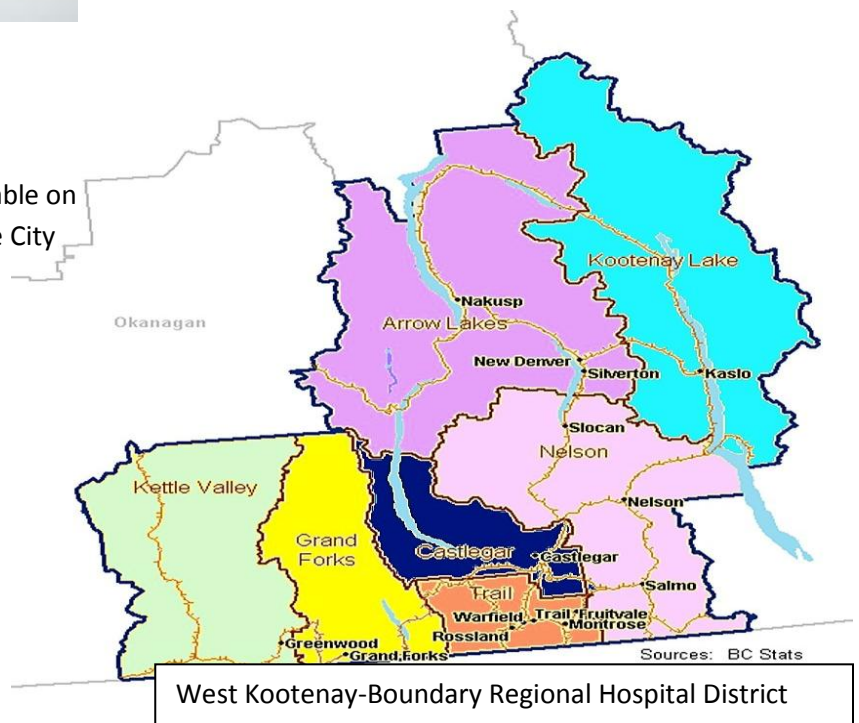 able on
e City
Kootenay Lake
Nakusp
Okanagan
Arrow Lakes
New Denver
Silverton
Kaslo
Slocan
Nelson
Kettle Valley
Nelson
Grand
Forks
Castlegar
Castlegar
Trail
Salmo
Warfield
Trail
Fruitvale
Rossland
Montrose
Greenwood
Grand Forks
Sources: BC Stats
West Kootenay-Boundary Regional Hospital District